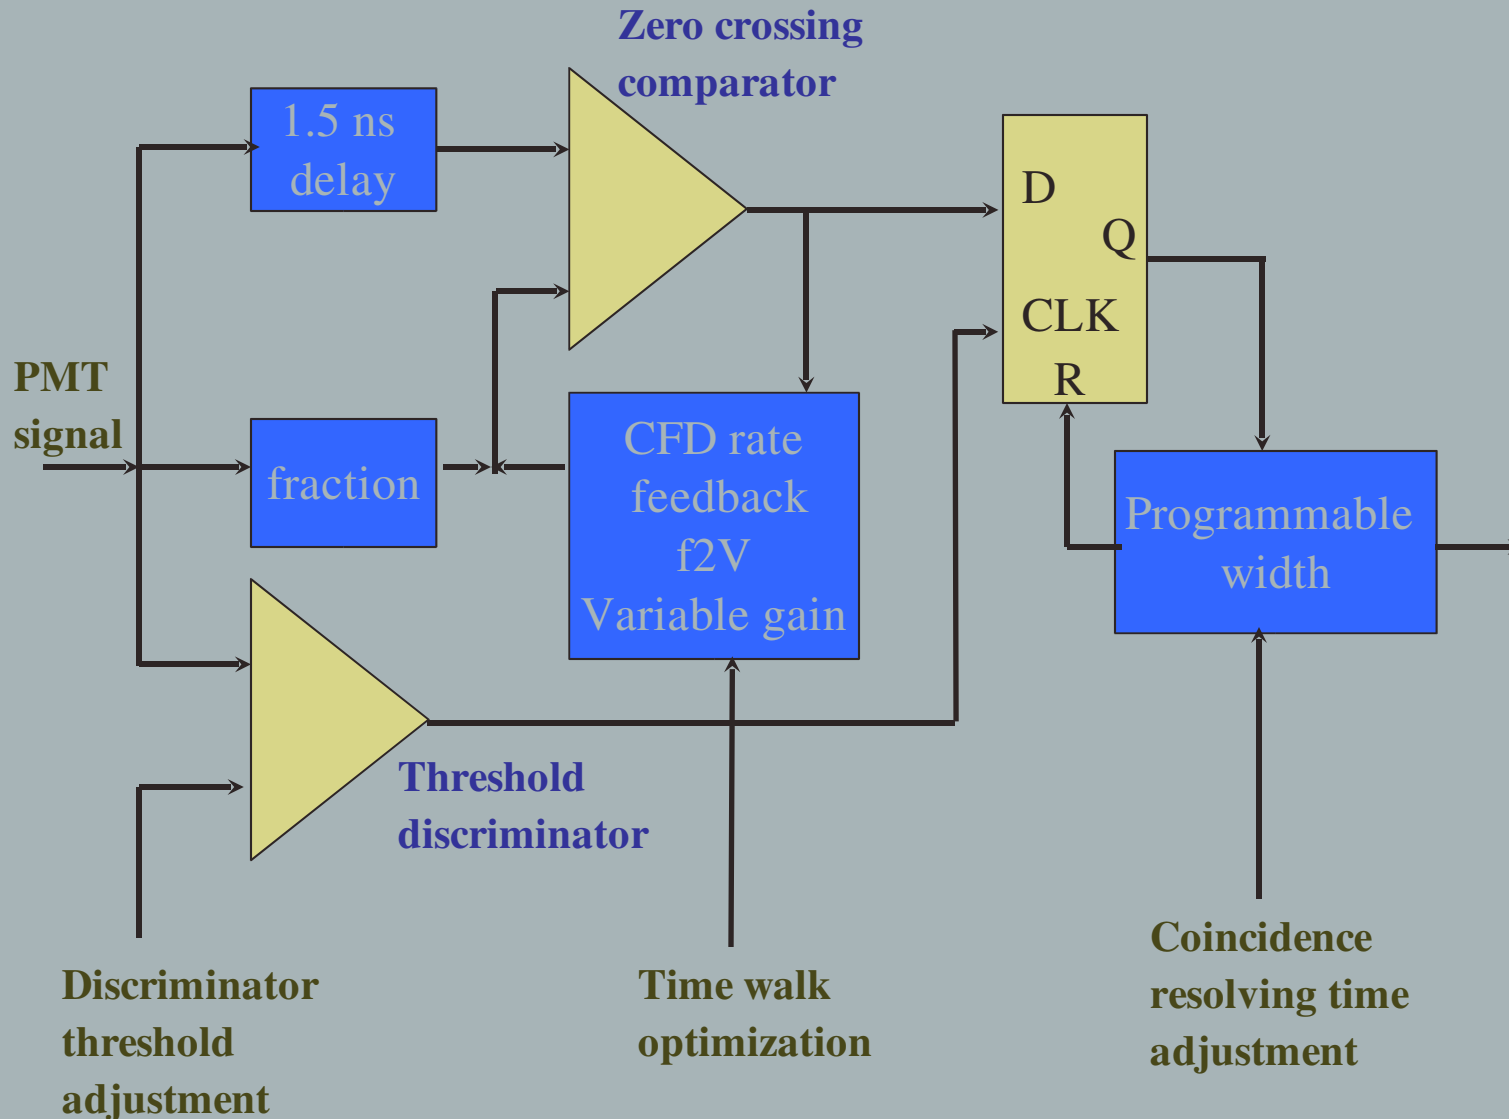 Zero crossing
comparator
1.5 ns
delay
D
Q
CLK
R
PMT
signal
fraction
CFD rate
feedback
f2V
Variable gain
Programmable
width
Threshold
discriminator
Discriminator
threshold
adjustment
Time walk
optimization
Coincidence
resolving time
adjustment